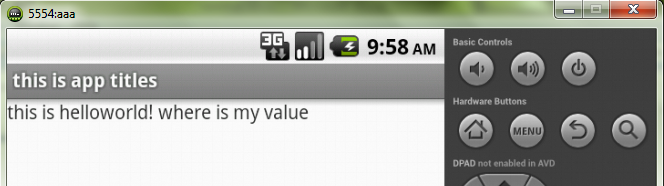 5554:aaa
3G
9:58 AM
this is app titles
this is helloworld! where is my value
Basic Controls
Hardware Buttons
MENU
DPAD not enabled in AVD